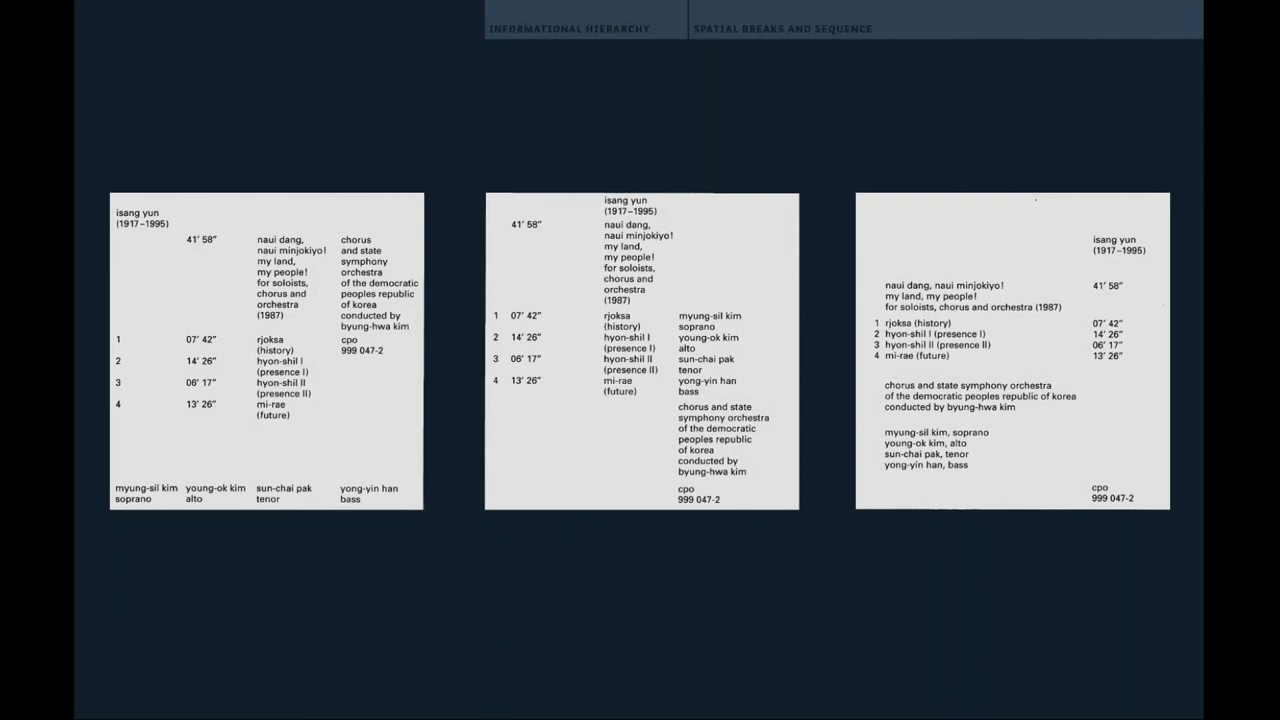 INFORMATIONAL HIERARCHY
SPATIAL BREAKS AND SEQUENCE
isang yun
(1917–1995)
41' 58"
naui dang,
naui minjokiyo!
my land,
my people!
for soloists,
chorus and
orchestra
(1987)
chorus
and state
symphony
orchestra
of the democratic
peoples republic
of korea
conducted by
byung-hwa kim
1 07' 42" rjoksa
(history)
2 14' 26" hyon-shil I
(presence I)
3 06' 17" hyon-shil II
(presence II)
4 13' 26" mi-rae
(future)
cpo
999 047-2
myung-sil kim
soprano
young-ok kim
alto
sun-chai pak
tenor
yong-yin han
bass
isang yun
(1917–1995)
41' 58"
naui dang,
naui minjokiyo!
my land,
my people!
for soloists,
chorus and
orchestra
(1987)
1 07' 42" rjoksa
(history)
2 14' 26" hyon-shil I
(presence I)
3 06' 17" hyon-shil II
(presence II)
4 13' 26" mi-rae
(future)
myung-sil kim
soprano
young-ok kim
alto
sun-chai pak
tenor
yong-yin han
bass
chorus and state
symphony orchestra
of the democratic
peoples republic
of korea
conducted by
byung-hwa kim
cpo
999 047-2
isang yun
(1917–1995)
naui dang, naui minjokiyo! 41' 58"
my land, my people!
for soloists, chorus and orchestra (1987)
1 rjoksa (history) 07' 42"
2 hyon-shil I (presence I) 14' 26"
3 hyon-shil II (presence II) 06' 17"
4 mi-rae (future) 13' 26"
chorus and state symphony orchestra
of the democratic peoples republic of korea
conducted by byung-hwa kim
myung-sil kim, soprano
young-ok kim, alto
sun-chai pak, tenor
yong-yin han, bass
cpo
999 047-2